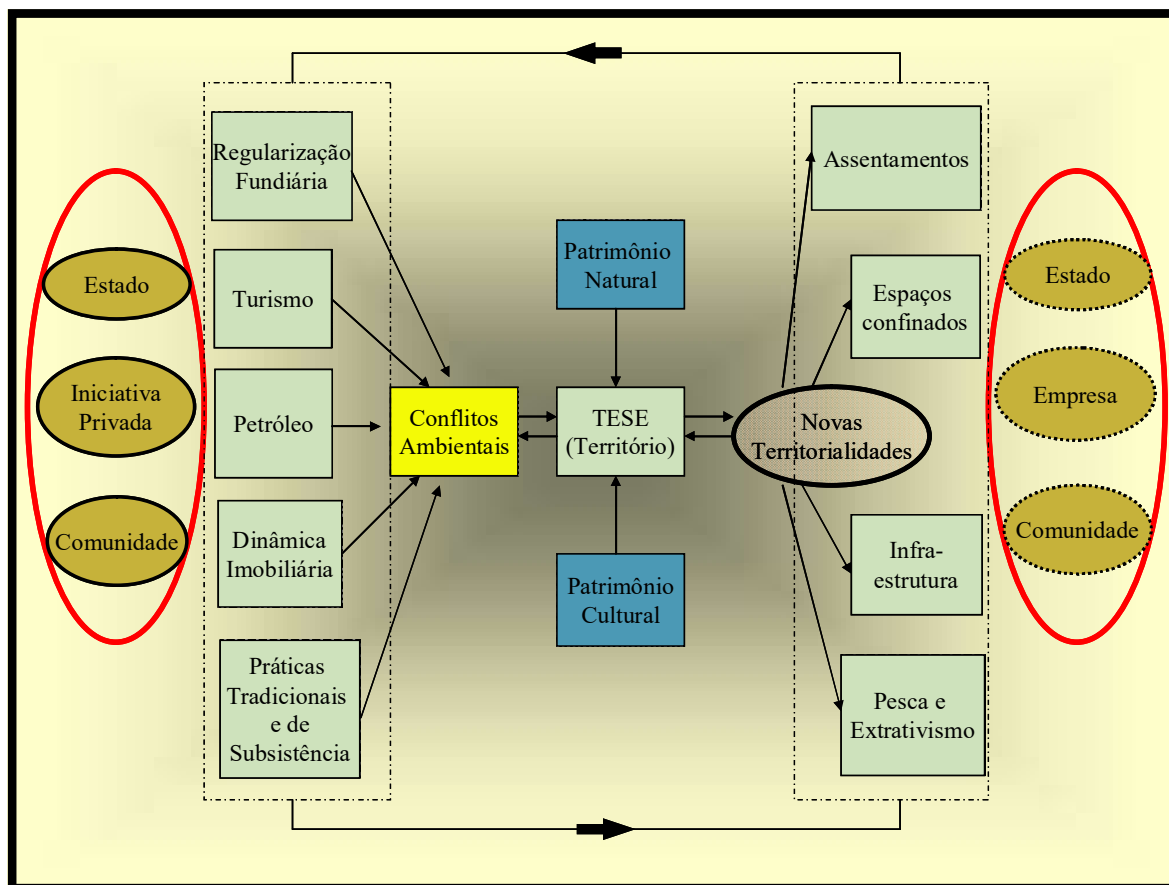 Estado
Iniciativa
Privada
Comunidade
Regularização
Fundiária
Turismo
Petróleo
Dinâmica
Imobiliária
Práticas
Tradicionais
e de
Subsistência
Conflitos
Ambientais
Patrimônio
Natural
TESE
(Território)
Patrimônio
Cultural
Novas
Territorialidades
Assentamentos
Espaços
confinados
Infra-
estrutura
Pesca e
Extrativismo
Estado
Empresa
Comunidade